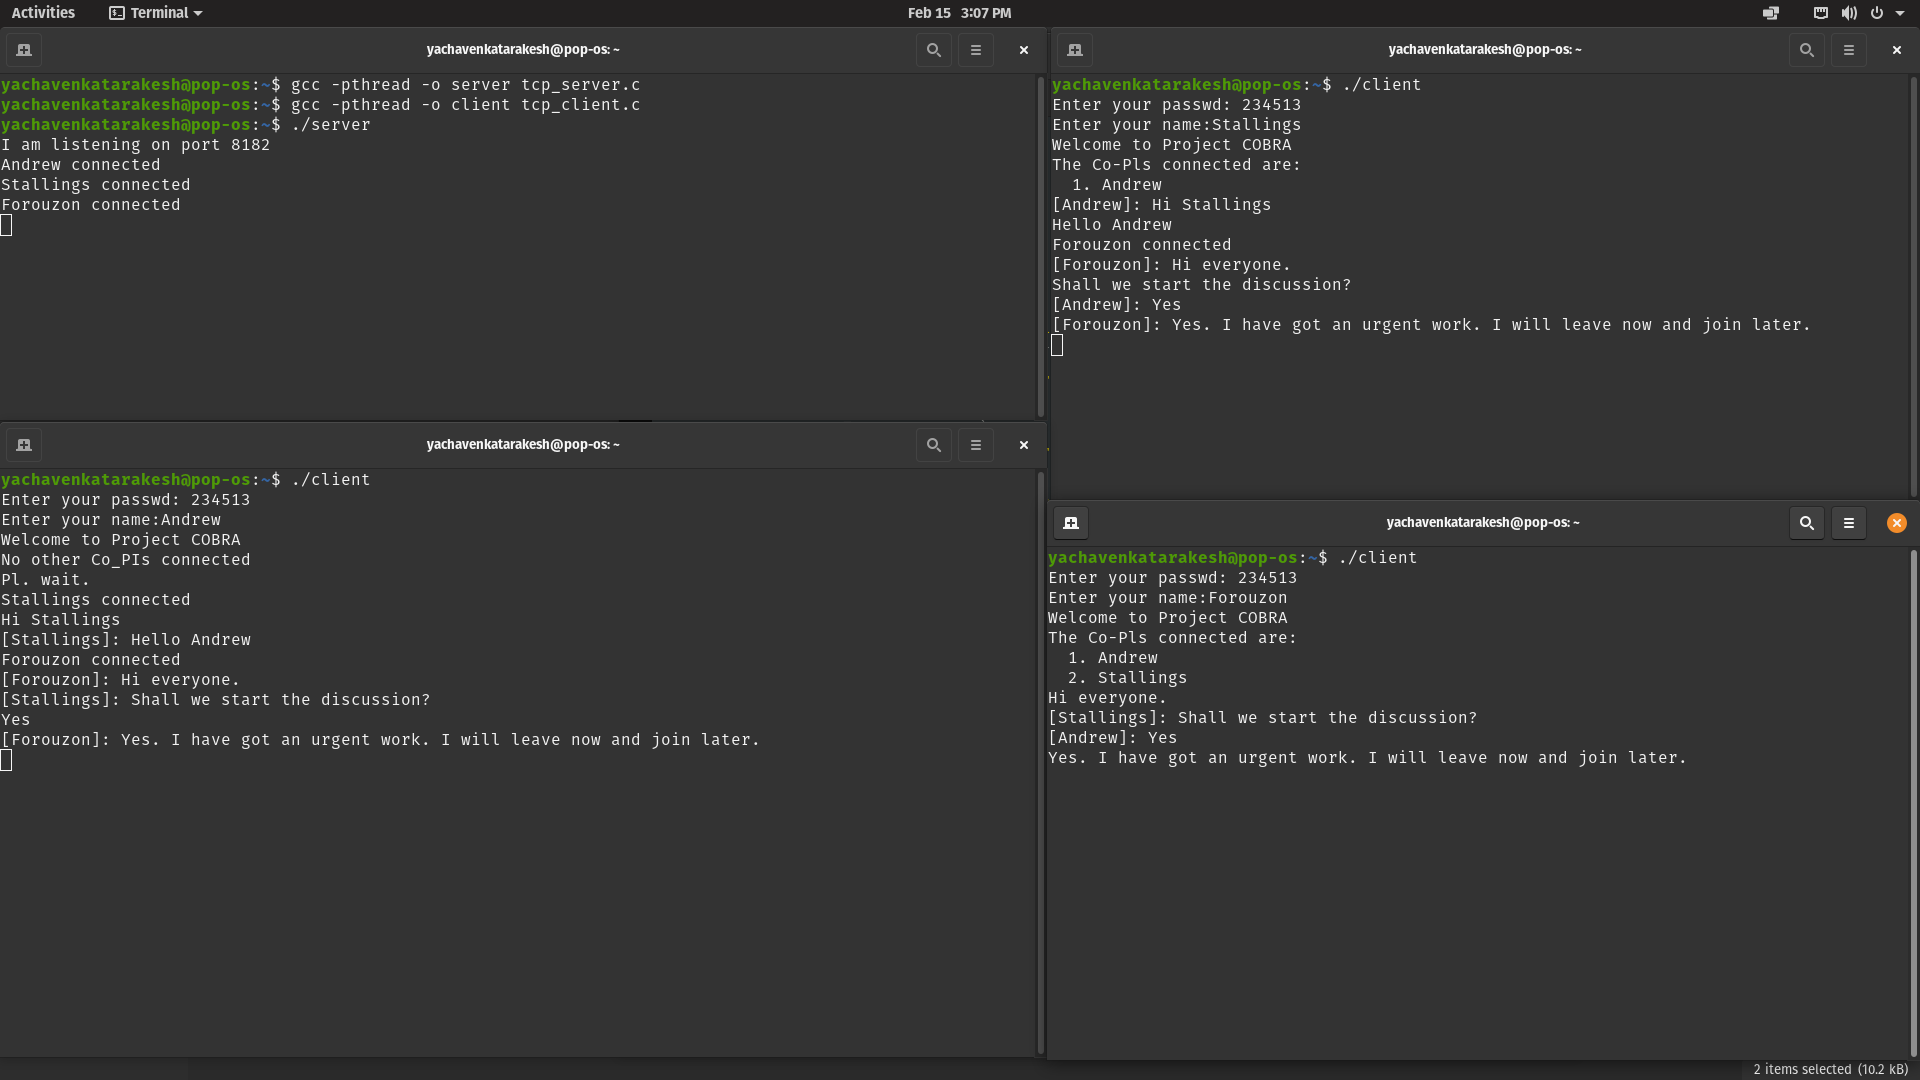 Activities
Terminal
Feb 15 3:07 PM
yachavenkatarakesh@pop-os: ~
yachavenkatarakesh@pop-os:~$ gcc -pthread -o server tcp_server.c
yachavenkatarakesh@pop-os:~$ gcc -pthread -o client tcp_client.c
yachavenkatarakesh@pop-os:~$ ./server
I am listening on port 8182
Andrew connected
Stallings connected
Forouzon connected
yachavenkatarakesh@pop-os: ~
yachavenkatarakesh@pop-os:~$ ./client
Enter your passwd: 234513
Enter your name:Stallings
Welcome to Project COBRA
The Co-Pls connected are:
  1. Andrew
[Andrew]: Hi Stallings
Hello Andrew
Forouzon connected
[Forouzon]: Hi everyone.
Shall we start the discussion?
[Andrew]: Yes
[Forouzon]: Yes. I have got an urgent work. I will leave now and join later.
yachavenkatarakesh@pop-os: ~
yachavenkatarakesh@pop-os:~$ ./client
Enter your passwd: 234513
Enter your name:Andrew
Welcome to Project COBRA
No other Co_PIs connected
Pl. wait.
Stallings connected
Hi Stallings
[Stallings]: Hello Andrew
Forouzon connected
[Forouzon]: Hi everyone.
[Stallings]: Shall we start the discussion?
Yes
[Forouzon]: Yes. I have got an urgent work. I will leave now and join later.
yachavenkatarakesh@pop-os: ~
yachavenkatarakesh@pop-os:~$ ./client
Enter your passwd: 234513
Enter your name:Forouzon
Welcome to Project COBRA
The Co-Pls connected are:
  1. Andrew
  2. Stallings
Hi everyone.
[Stallings]: Shall we start the discussion?
[Andrew]: Yes
Yes. I have got an urgent work. I will leave now and join later.
2 items selected (10.2 kB)